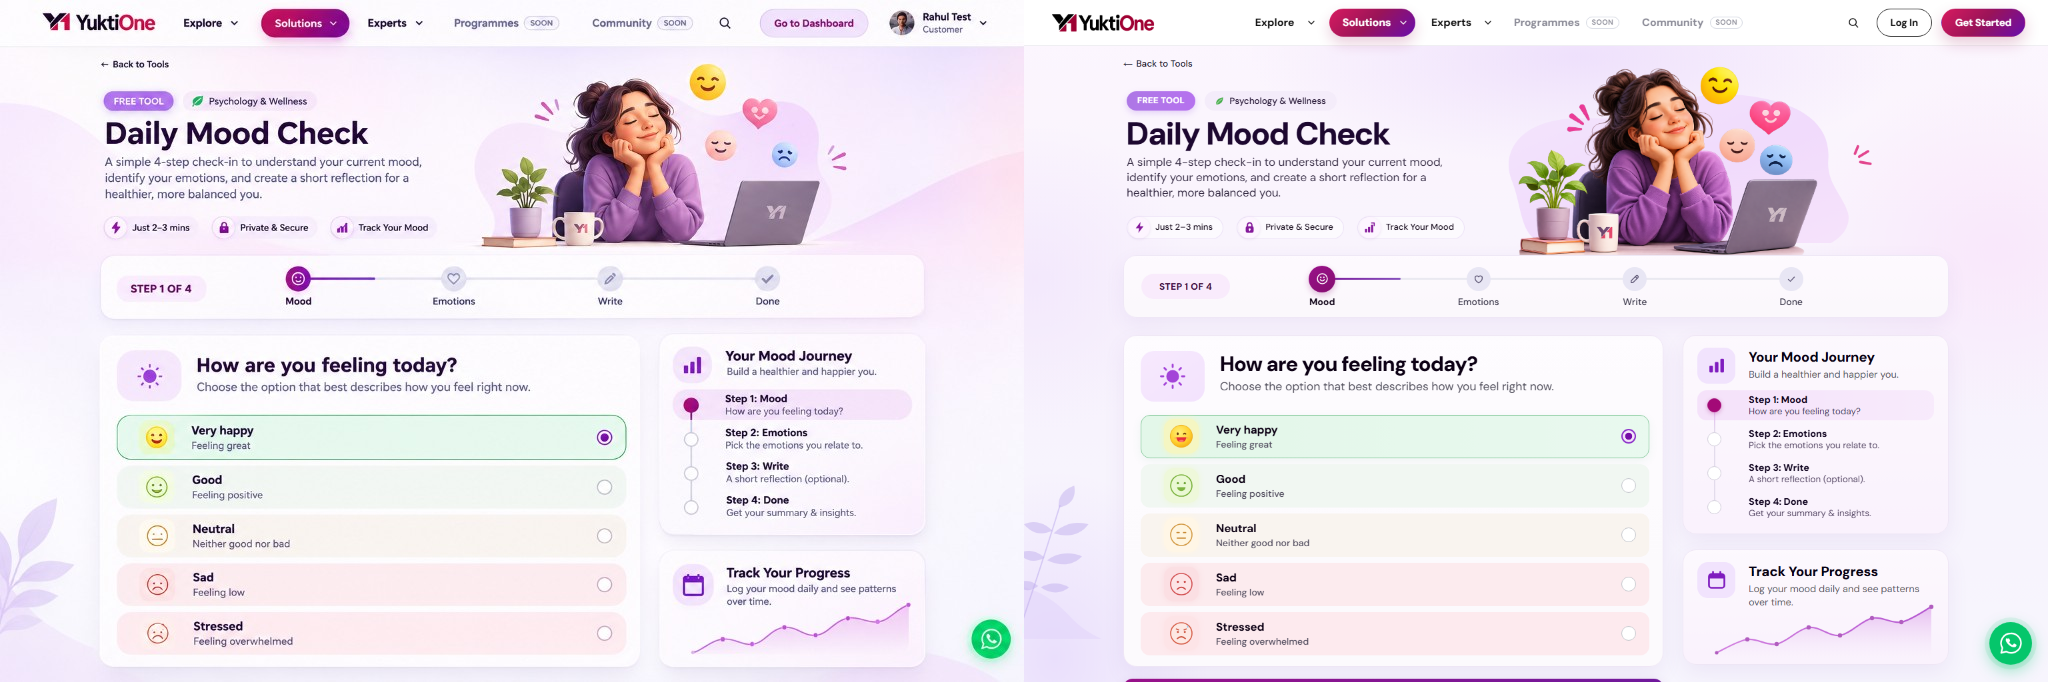 YuktiOne
Explore
Solutions
Experts
Programmes SOON
Community SOON
Go to Dashboard
Rahul Test
Customer
← Back to Tools
FREE TOOL
Psychology & Wellness
Daily Mood Check
A simple 4-step check-in to understand your current mood,
identify your emotions, and create a short reflection for a
healthier, more balanced you.
Just 2–3 mins
Private & Secure
Track Your Mood
STEP 1 OF 4
Mood
Emotions
Write
Done
How are you feeling today?
Choose the option that best describes how you feel right now.
Very happy
Feeling great
Good
Feeling positive
Neutral
Neither good nor bad
Sad
Feeling low
Stressed
Feeling overwhelmed
Your Mood Journey
Build a healthier and happier you.
Step 1: Mood
How are you feeling today?
Step 2: Emotions
Pick the emotions you relate to.
Step 3: Write
A short reflection (optional).
Step 4: Done
Get your summary & insights.
Track Your Progress
Log your mood daily and see patterns
over time.
YuktiOne
Explore
Solutions
Experts
Programmes SOON
Community SOON
Log In
Get Started
← Back to Tools
FREE TOOL
Psychology & Wellness
Daily Mood Check
A simple 4-step check-in to understand your current mood,
identify your emotions, and create a short reflection for a
healthier, more balanced you.
Just 2–3 mins
Private & Secure
Track Your Mood
STEP 1 OF 4
Mood
Emotions
Write
Done
How are you feeling today?
Choose the option that best describes how you feel right now.
Very happy
Feeling great
Good
Feeling positive
Neutral
Neither good nor bad
Sad
Feeling low
Stressed
Feeling overwhelmed
Your Mood Journey
Build a healthier and happier you.
Step 1: Mood
How are you feeling today?
Step 2: Emotions
Pick the emotions you relate to.
Step 3: Write
A short reflection (optional).
Step 4: Done
Get your summary & insights.
Track Your Progress
Log your mood daily and see patterns
over time.